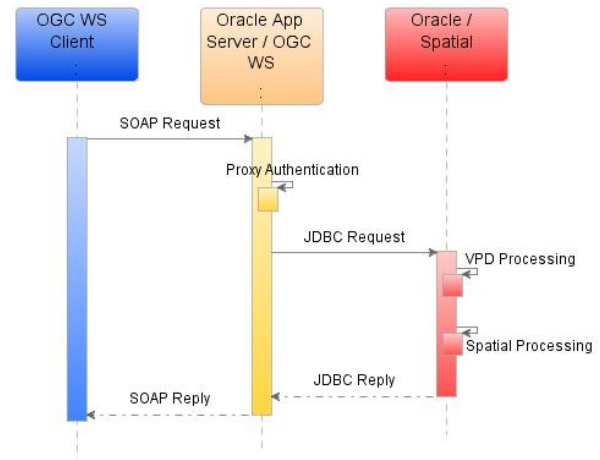 OGC WS
Client
:
Oracle App
Server / OGC
WS
:
Oracle /
Spatial
:
SOAP Request
Proxy Authentication
JDBC Request
VPD Processing
Spatial Processing
JDBC Reply
SOAP Reply